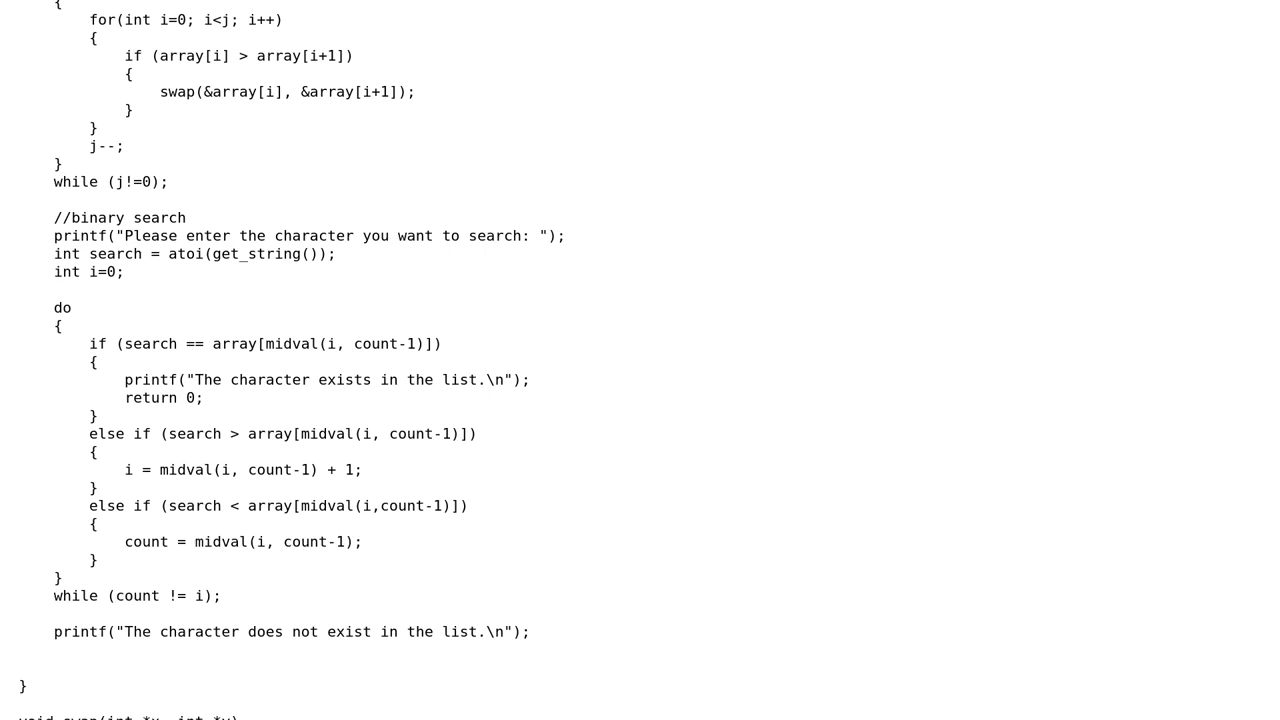 {
for(int i=0; i<j; i++)
{
if (array[i] > array[i+1])
{
swap(&array[i], &array[i+1]);
}
}
j--;
}
while (j!=0);
//binary search
printf("Please enter the character you want to search: ");
int search = atoi(get_string());
int i=0;
do
{
if (search == array[midval(i, count-1)])
{
printf("The character exists in the list.\n");
return 0;
}
else if (search > array[midval(i, count-1)])
{
i = midval(i, count-1) + 1;
}
else if (search < array[midval(i,count-1)])
{
count = midval(i, count-1);
}
}
while (count != i);
printf("The character does not exist in the list.\n");
}
void swap(int *x, int *y)